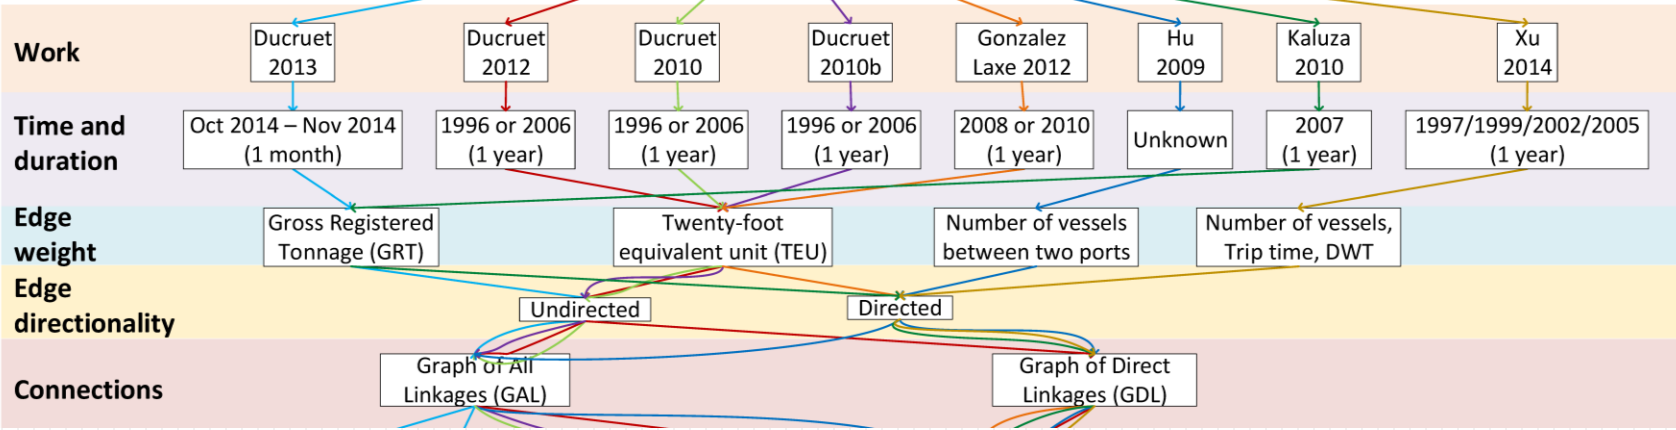 Work
Ducruet
2013
Ducruet
2012
Ducruet
2010
Ducruet
2010b
Gonzalez
Laxe 2012
Hu
2009
Kaluza
2010
Xu
2014
Time and
duration
Oct 2014 – Nov 2014
(1 month)
1996 or 2006
(1 year)
1996 or 2006
(1 year)
1996 or 2006
(1 year)
2008 or 2010
(1 year)
Unknown
2007
(1 year)
1997/1999/2002/2005
(1 year)
Edge
weight
Gross Registered
Tonnage (GRT)
Twenty-foot
equivalent unit (TEU)
Number of vessels
between two ports
Number of vessels,
Trip time, DWT
Edge
directionality
Undirected
Directed
Connections
Graph of All
Linkages (GAL)
Graph of Direct
Linkages (GDL)